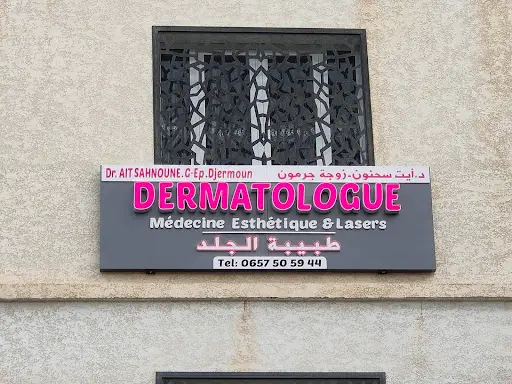 Dr. AIT SAHNOUNE.C-Ep.Djermoun
د.أيت سحنون-زوجة جرمون
DERMATOLOGUE
Médecine Esthétique & Lasers
طبيبة الجلد
Tel: 0657 50 59 44